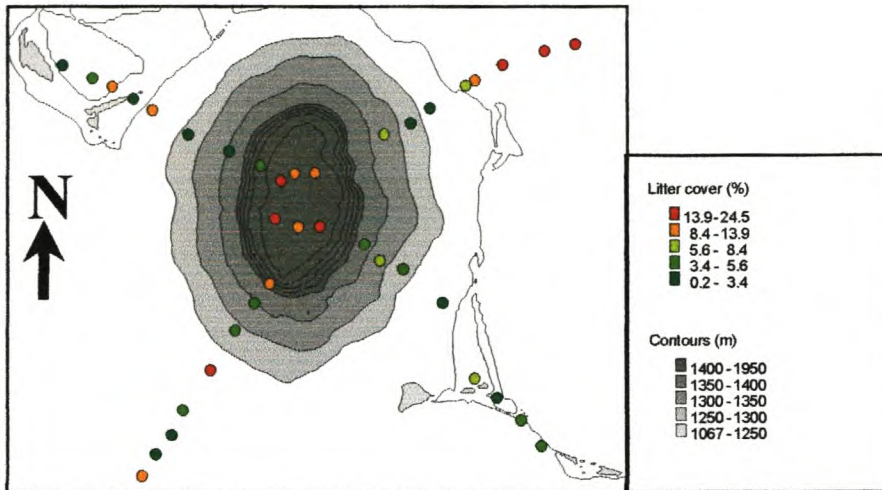 N
Litter cover (%)
13.9-24.5
8.4-13.9
5.6- 8.4
3.4 - 5.6
0.2 - 3.4
Contours (m)
1400 - 1950
1350 - 1400
1300 - 1350
1250 - 1300
1067 - 1250